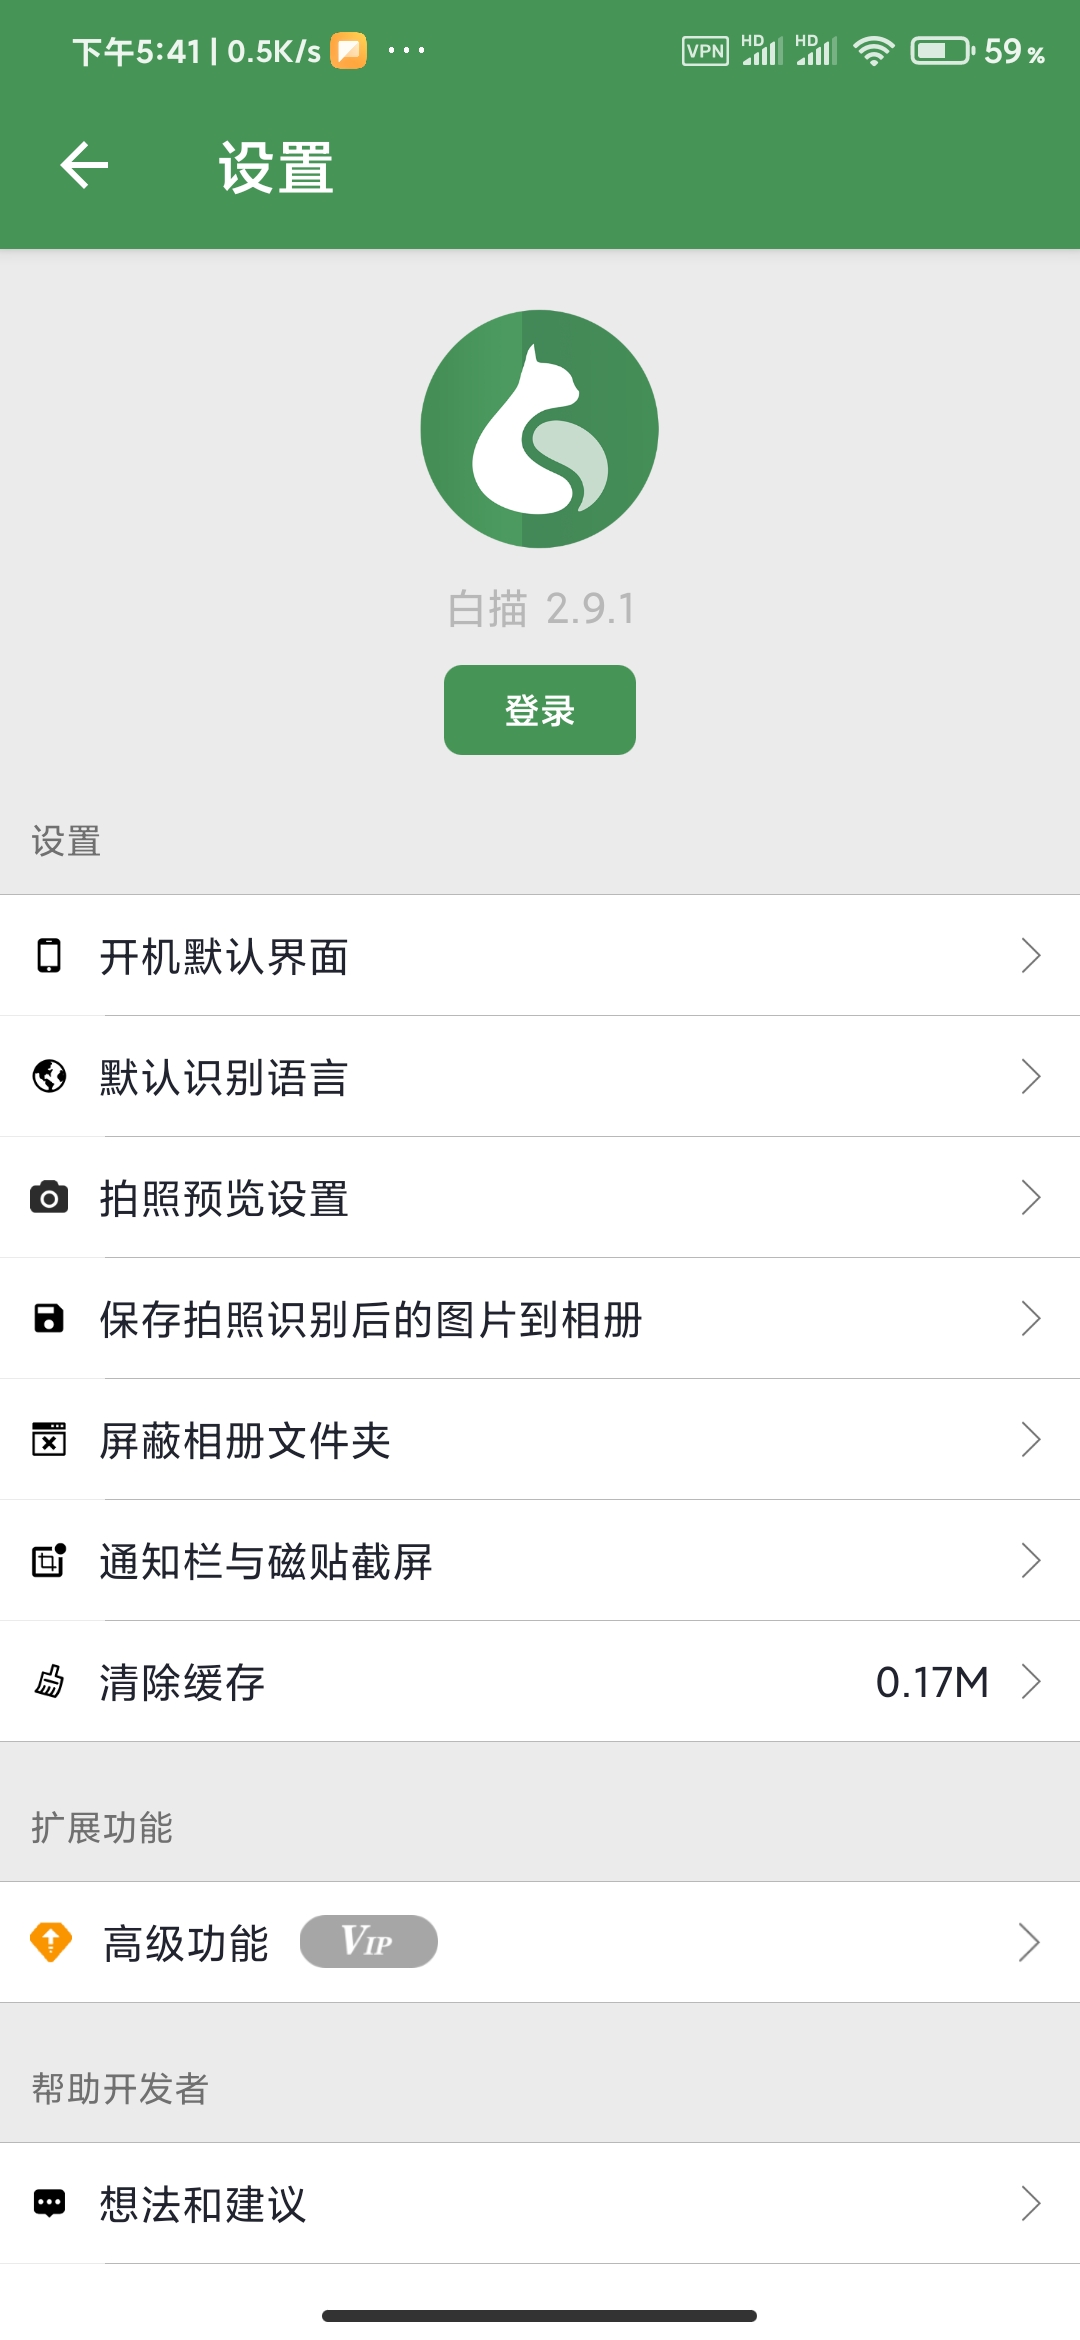 下午5:41 | 0.5K/s ...
VPN HD HD 59%
设置
白描 2.9.1
登录
设置
开机默认界面
默认识别语言
拍照预览设置
保存拍照识别后的图片到相册
屏蔽相册文件夹
通知栏与磁贴截屏
清除缓存 0.17M
扩展功能
高级功能 VIP
帮助开发者
想法和建议